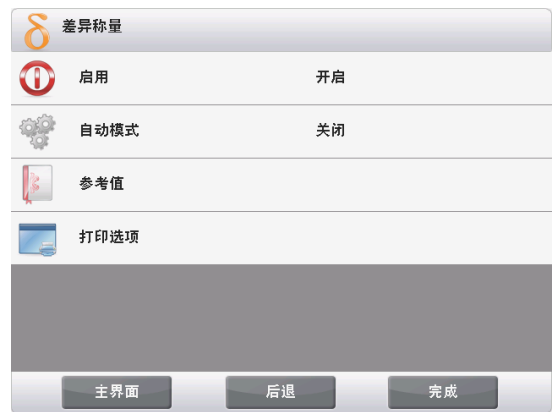 δ 差异称量
启用 开启
自动模式 关闭
参考值
打印选项
主界面 后退 完成